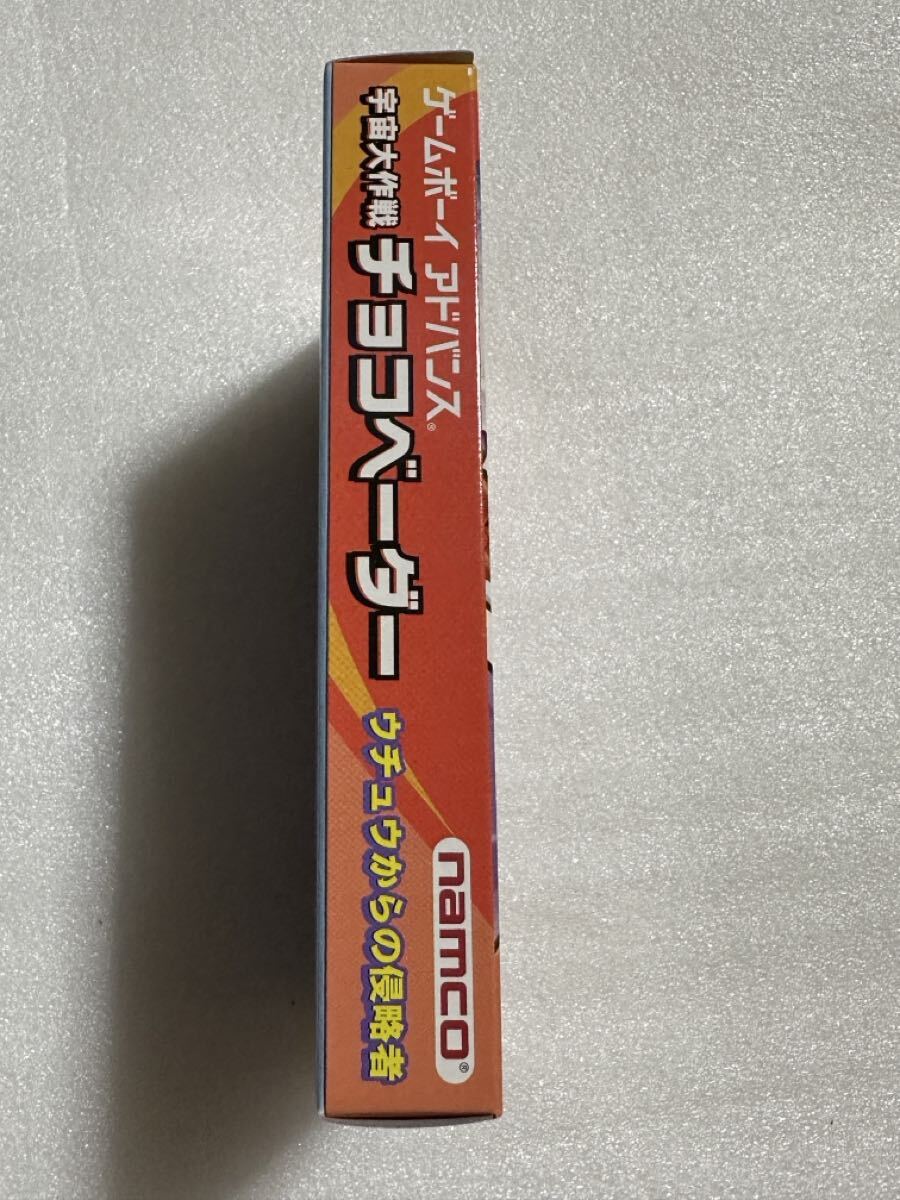 ゲームボーイ アドバンス®
宇宙大作戦 チョコベーダー
ウチュウからの侵略者
namco®